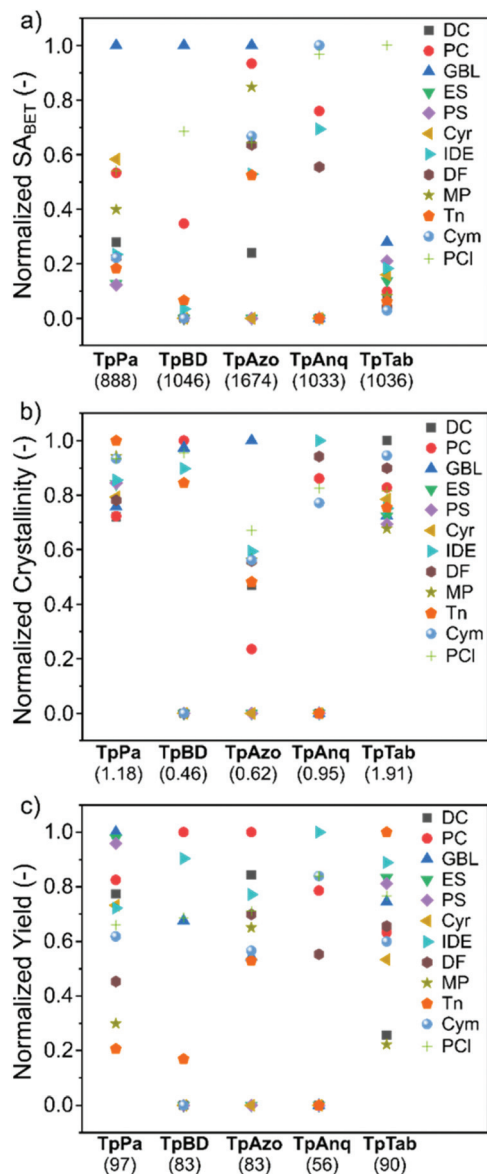 a)
Normalized SA_BET (-)
1.0
0.8
0.6
0.4
0.2
0.0
DC
PC
GBL
ES
PS
Cyr
IDE
DF
MP
Tn
Cym
PCl
TpPa TpBD TpAzo TpAnq TpTab
(888) (1046) (1674) (1033) (1036)
b)
Normalized Crystallinity (-)
1.0
0.8
0.6
0.4
0.2
0.0
DC
PC
GBL
ES
PS
Cyr
IDE
DF
MP
Tn
Cym
PCl
TpPa TpBD TpAzo TpAnq TpTab
(1.18) (0.46) (0.62) (0.95) (1.91)
c)
Normalized Yield (-)
1.0
0.8
0.6
0.4
0.2
0.0
DC
PC
GBL
ES
PS
Cyr
IDE
DF
MP
Tn
Cym
PCl
TpPa TpBD TpAzo TpAnq TpTab
(97) (83) (83) (56) (90)